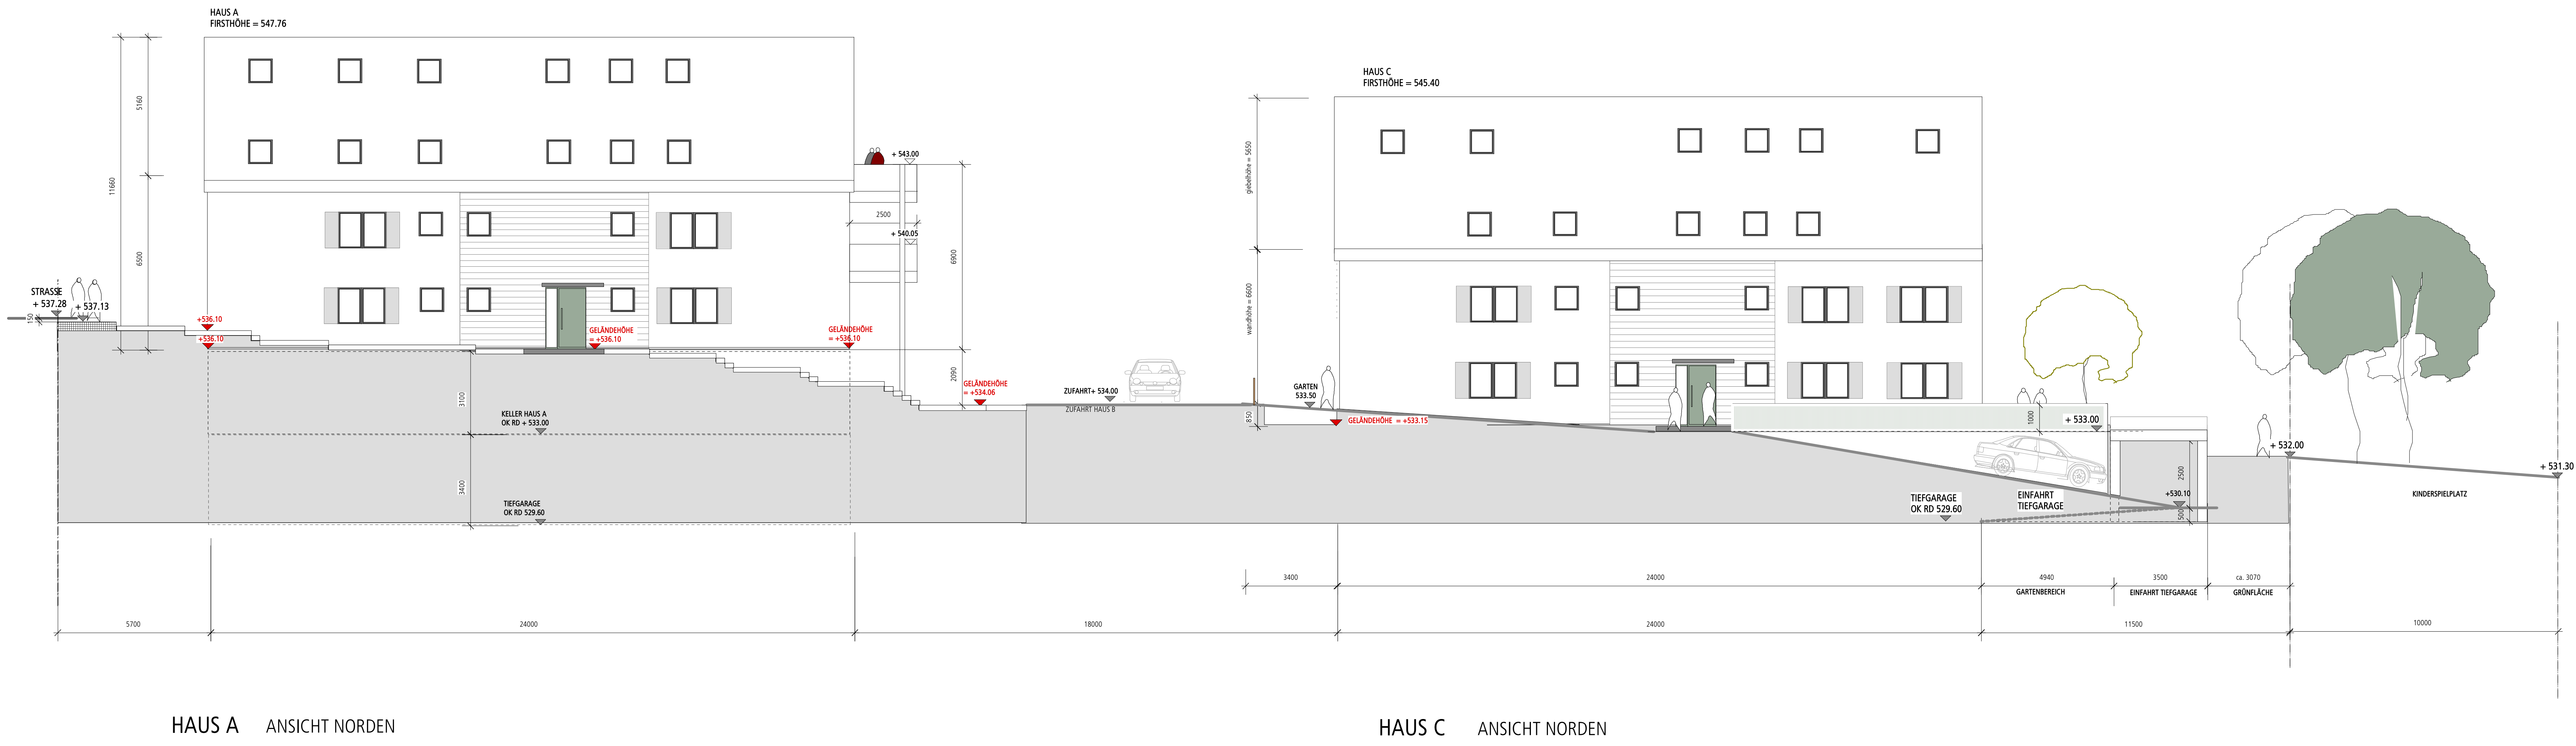 HAUS A
FIRSTHÖHE = 547.76
HAUS C
FIRSTHÖHE = 545.40
5160
11660
6500
giebelhöhe = 5650
wandhöhe = 6600
+ 543.00
2500
+ 540.05
6900
2090
STRASSE
+ 537.28
+ 537.13
150
+536.10
+536.10
GELÄNDEHÖHE
= +536.10
GELÄNDEHÖHE
= +536.10
GELÄNDEHÖHE
= +534.06
ZUFAHRT+ 534.00
ZUFAHRT HAUS B
GARTEN
533.50
850
GELÄNDEHÖHE = +533.15
1000
+ 533.00
3100
KELLER HAUS A
OK RD + 533.00
3400
TIEFGARAGE
OK RD 529.60
TIEFGARAGE
OK RD 529.60
EINFAHRT
TIEFGARAGE
2500
+530.10
500
+ 532.00
+ 531.30
KINDERSPIELPLATZ
3400
24000
4940
3500
ca. 3070
GARTENBEREICH
EINFAHRT TIEFGARAGE
GRÜNFLÄCHE
5700
24000
18000
24000
11500
10000
HAUS A ANSICHT NORDEN
HAUS C ANSICHT NORDEN